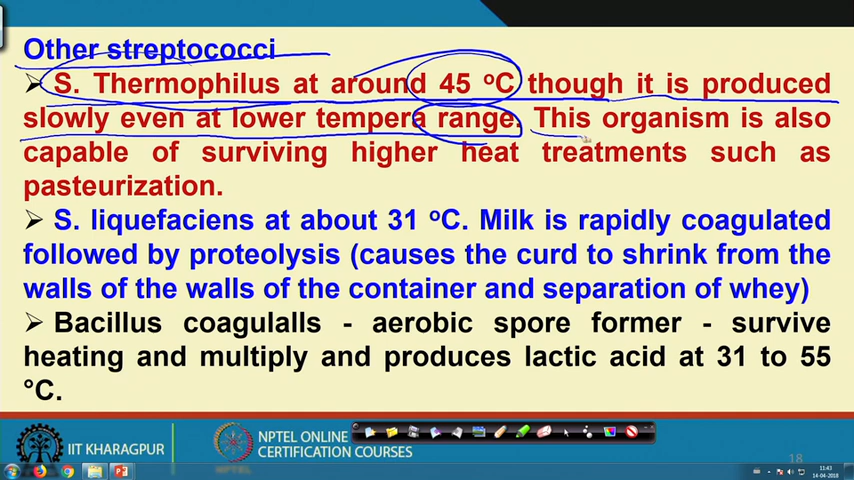 Other streptococci
➢ S. Thermophilus at around 45 ºC though it is produced
slowly even at lower tempera range. This organism is also
capable of surviving higher heat treatments such as
pasteurization.
➢ S. liquefaciens at about 31 ºC. Milk is rapidly coagulated
followed by proteolysis (causes the curd to shrink from the
walls of the walls of the container and separation of whey)
➢ Bacillus coagulalls - aerobic spore former - survive
heating and multiply and produces lactic acid at 31 to 55
°C.
IIT KHARAGPUR
NPTEL ONLINE
CERTIFICATION COURSES
NPTEL
18
11:43
14-04-2018